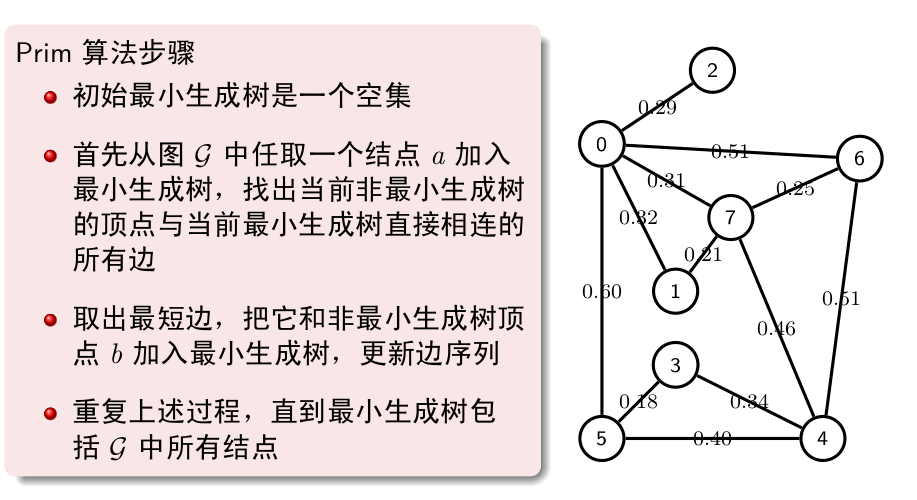 Prim 算法步骤
初始最小生成树是一个空集
首先从图 𝒢 中任取一个结点 a 加入
最小生成树，找出当前非最小生成树
的顶点与当前最小生成树直接相连的
所有边
取出最短边，把它和非最小生成树顶
点 b 加入最小生成树，更新边序列
重复上述过程，直到最小生成树包
括 𝒢 中所有结点
2
0.29
0
0.51
6
0.31
0.25
0.32
7
0.21
0.60
1
0.51
0.46
3
0.18
0.34
5
0.40
4